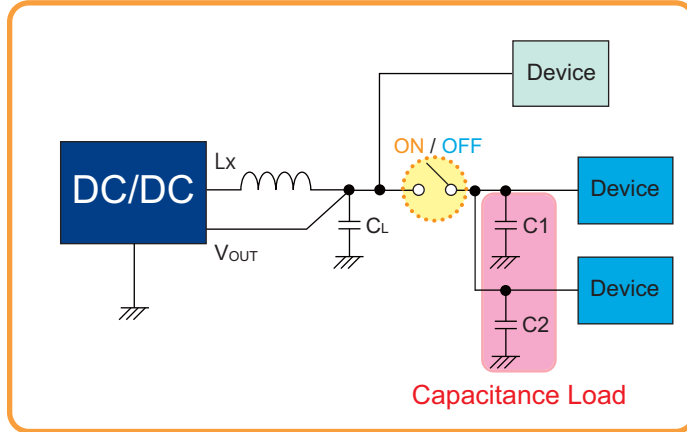 Device
ON / OFF
Lx
DC/DC
Device
CL
C1
VOUT
Device
C2
Capacitance Load